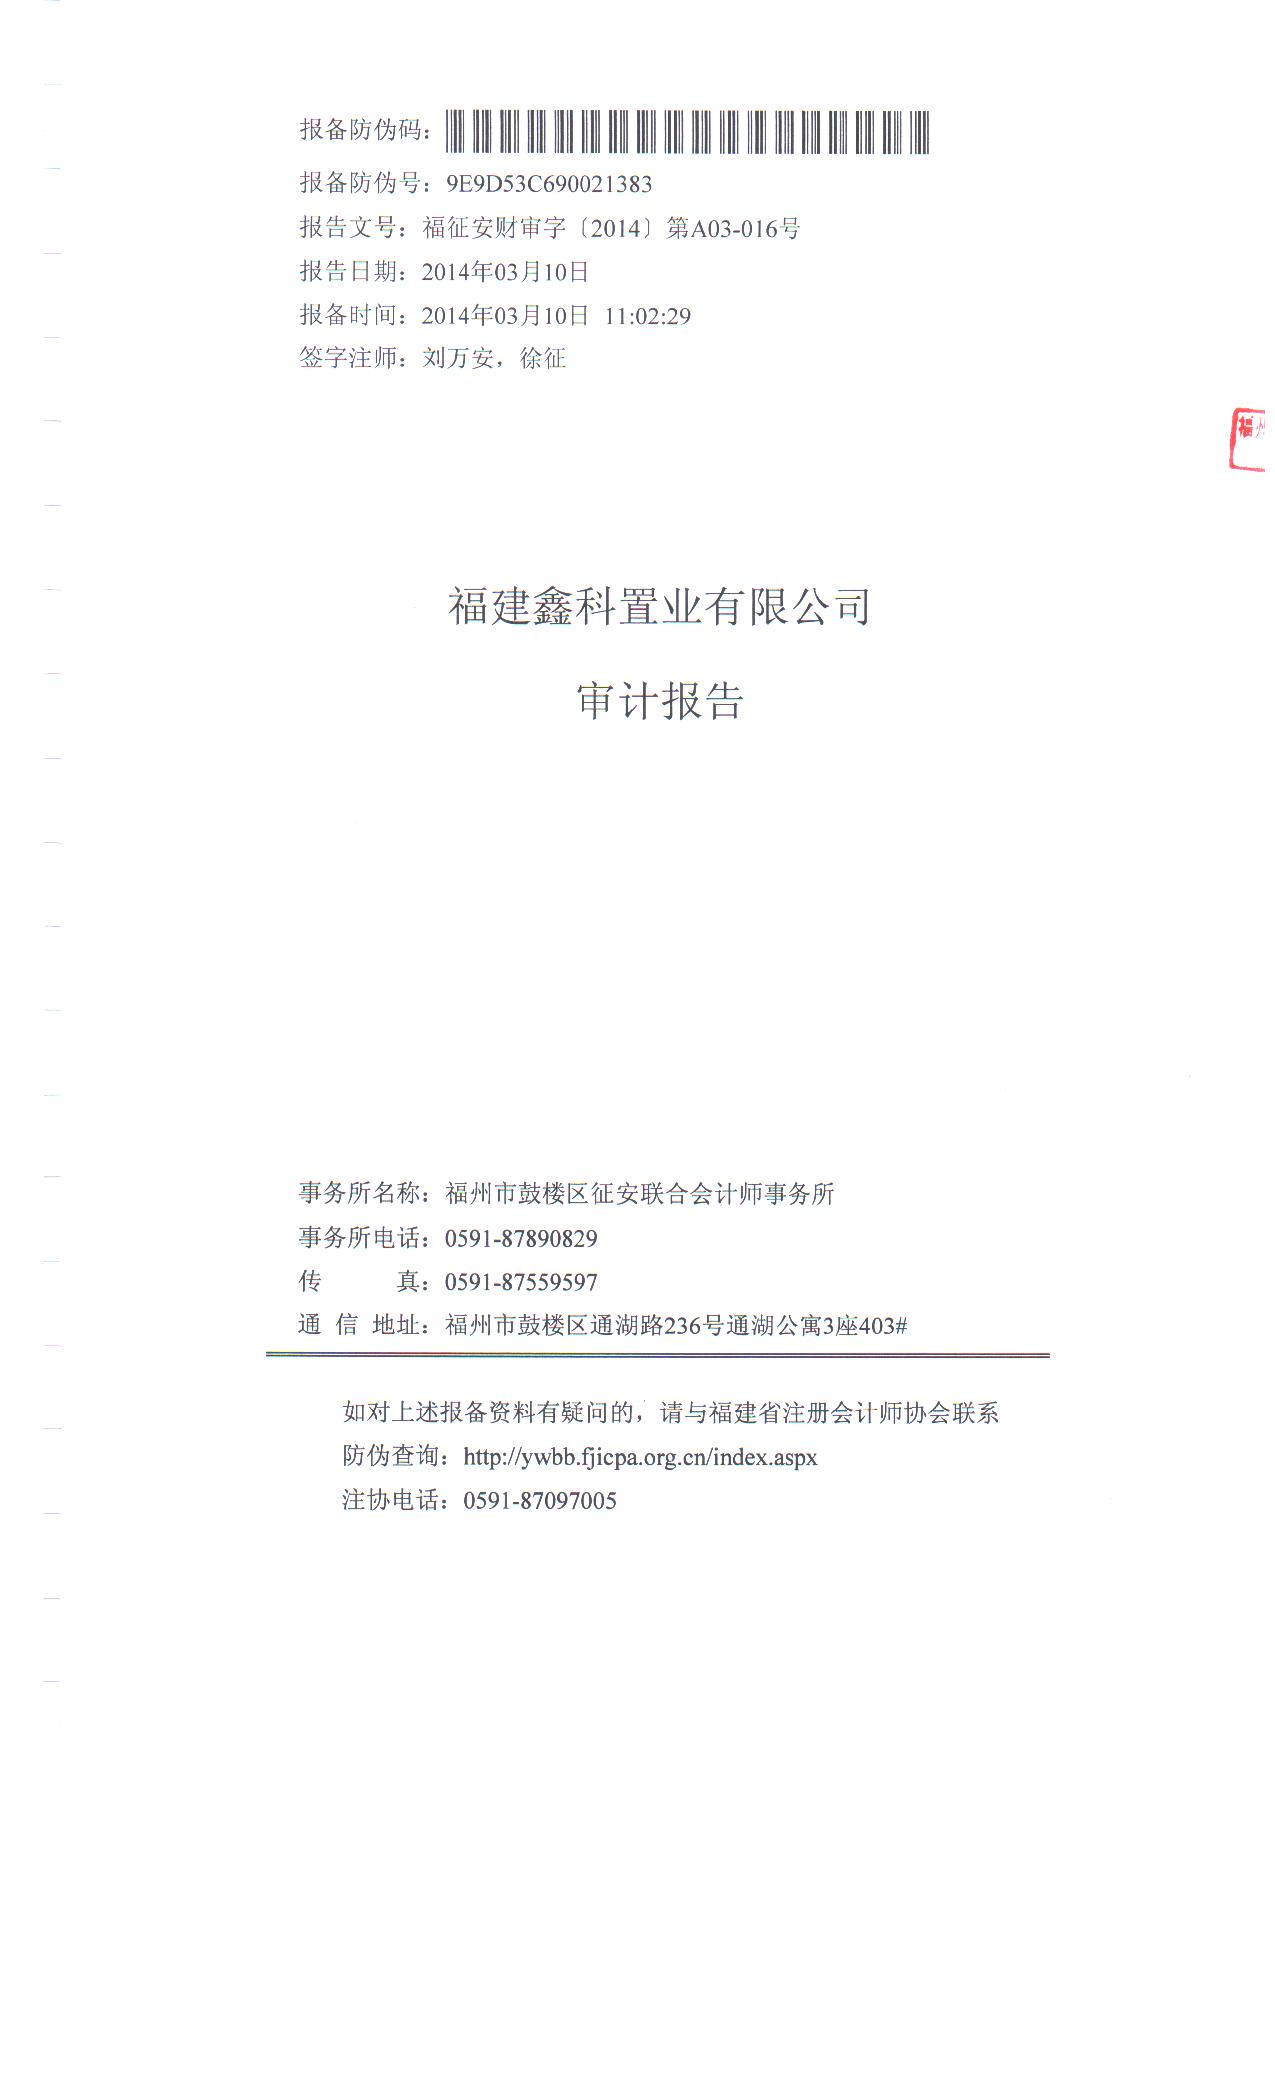 报备防伪码：
报备防伪号：9E9D53C690021383
报告文号：福征安财审字〔2014〕第A03-016号
报告日期：2014年03月10日
报备时间：2014年03月10日 11:02:29
签字注师：刘万安，徐征
福州
福建鑫科置业有限公司
审计报告
事务所名称：福州市鼓楼区征安联合会计师事务所
事务所电话：0591-87890829
传 真：0591-87559597
通 信 地址：福州市鼓楼区通湖路236号通湖公寓3座403#
如对上述报备资料有疑问的，请与福建省注册会计师协会联系
防伪查询：http://ywbb.fjicpa.org.cn/index.aspx
注协电话：0591-87097005